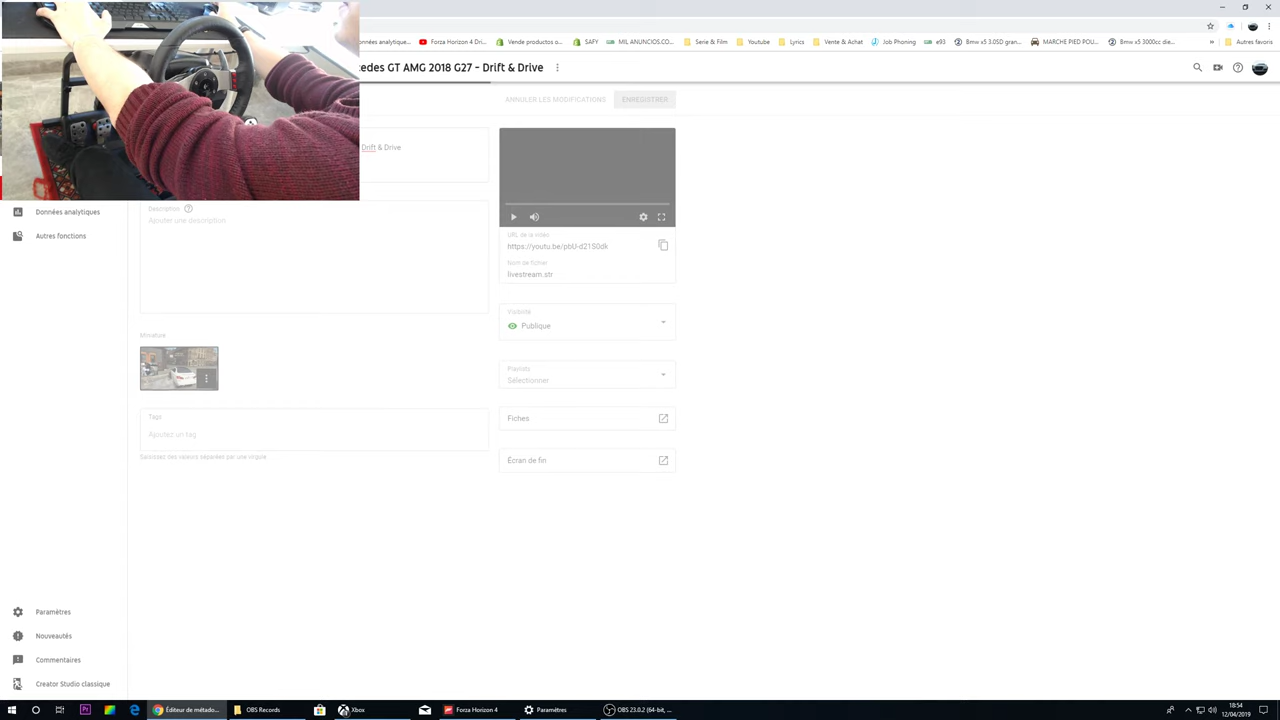 onnées analytique...
Forza Horizon 4 Dri...
Vende productos o...
SAFY
MIL ANUNCIOS.CO...
Serie & Film
Youtube
Lyrics
Vente & Achat
Job Phoning
e93
Annonces Bmw x5 3.0SD gran...
MARCHE PIED POU...
Bmw x5 3000cc die...
»
Autres favoris
edes GT AMG 2018 G27 - Drift & Drive
ANNULER LES MODIFICATIONS
ENREGISTRER
Drift & Drive
Données analytiques
Autres fonctions
Description
Ajouter une description
URL de la vidéo
https://youtu.be/pbU-d21S0dk
Nom de fichier
livestream.str
Miniature
Visibilité
Publique
Playlists
Sélectionner
Tags
Ajoutez un tag
Saisissez des valeurs séparées par une virgule
Fiches
Écran de fin
Paramètres
Nouveautés
Commentaires
Creator Studio classique
Éditeur de métado...
OBS Records
Xbox
Forza Horizon 4
Paramètres
OBS 23.0.2 (64-bit, ...
18:54
12/04/2019